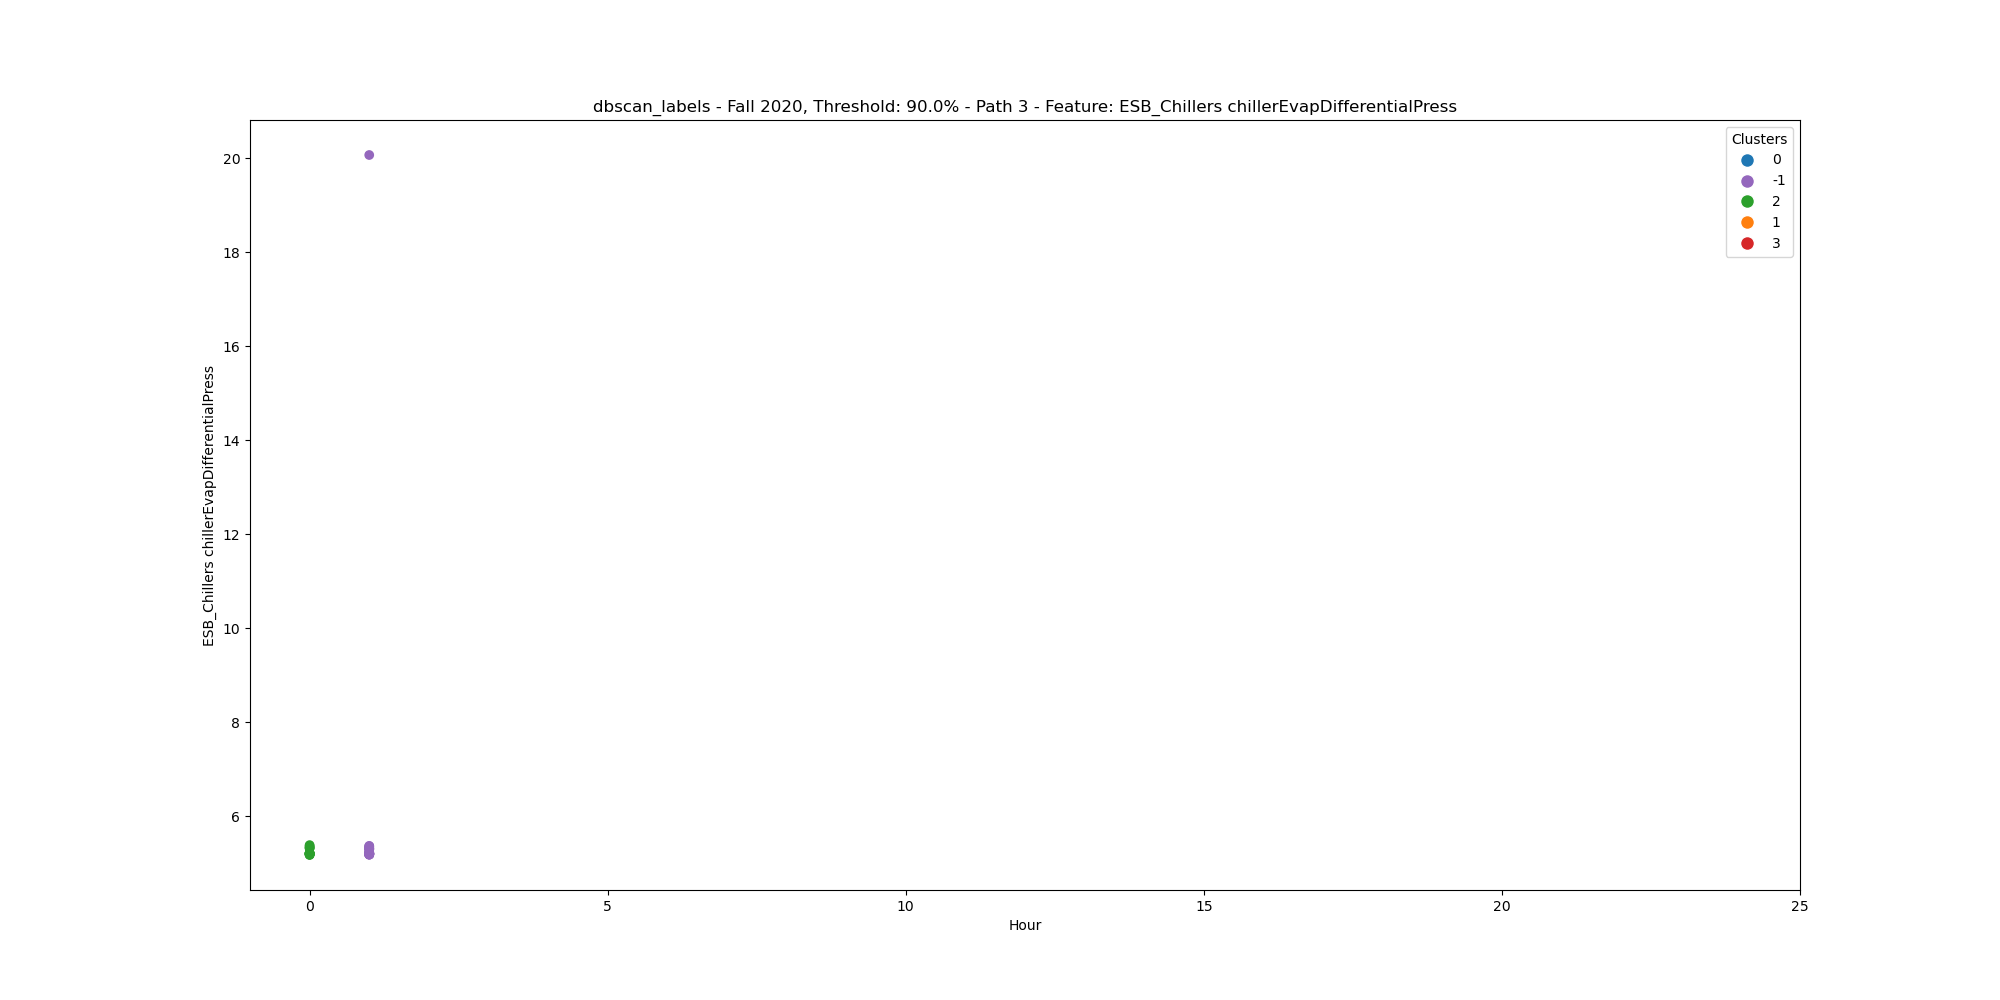 dbscan_labels - Fall 2020, Threshold: 90.0% - Path 3 - Feature: ESB_Chillers chillerEvapDifferentialPress
Clusters
0
-1
2
1
3
20
18
16
14
12
10
8
6
ESB_Chillers chillerEvapDifferentialPress
0 5 10 15 20 25
Hour